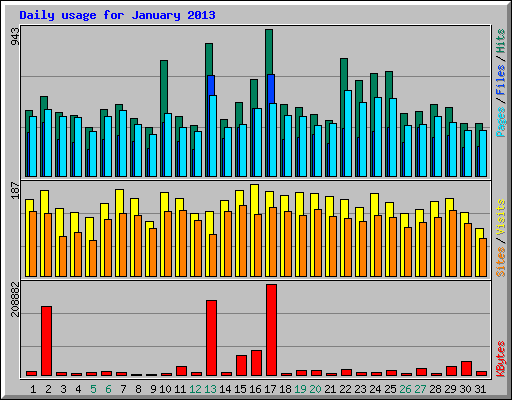 Daily usage for January 2013
943
Pages / Files / Hits
187
Sites / Visits
208882
KBytes
1 2 3 4 5 6 7 8 9 10 11 12 13 14 15 16 17 18 19 20 21 22 23 24 25 26 27 28 29 30 31